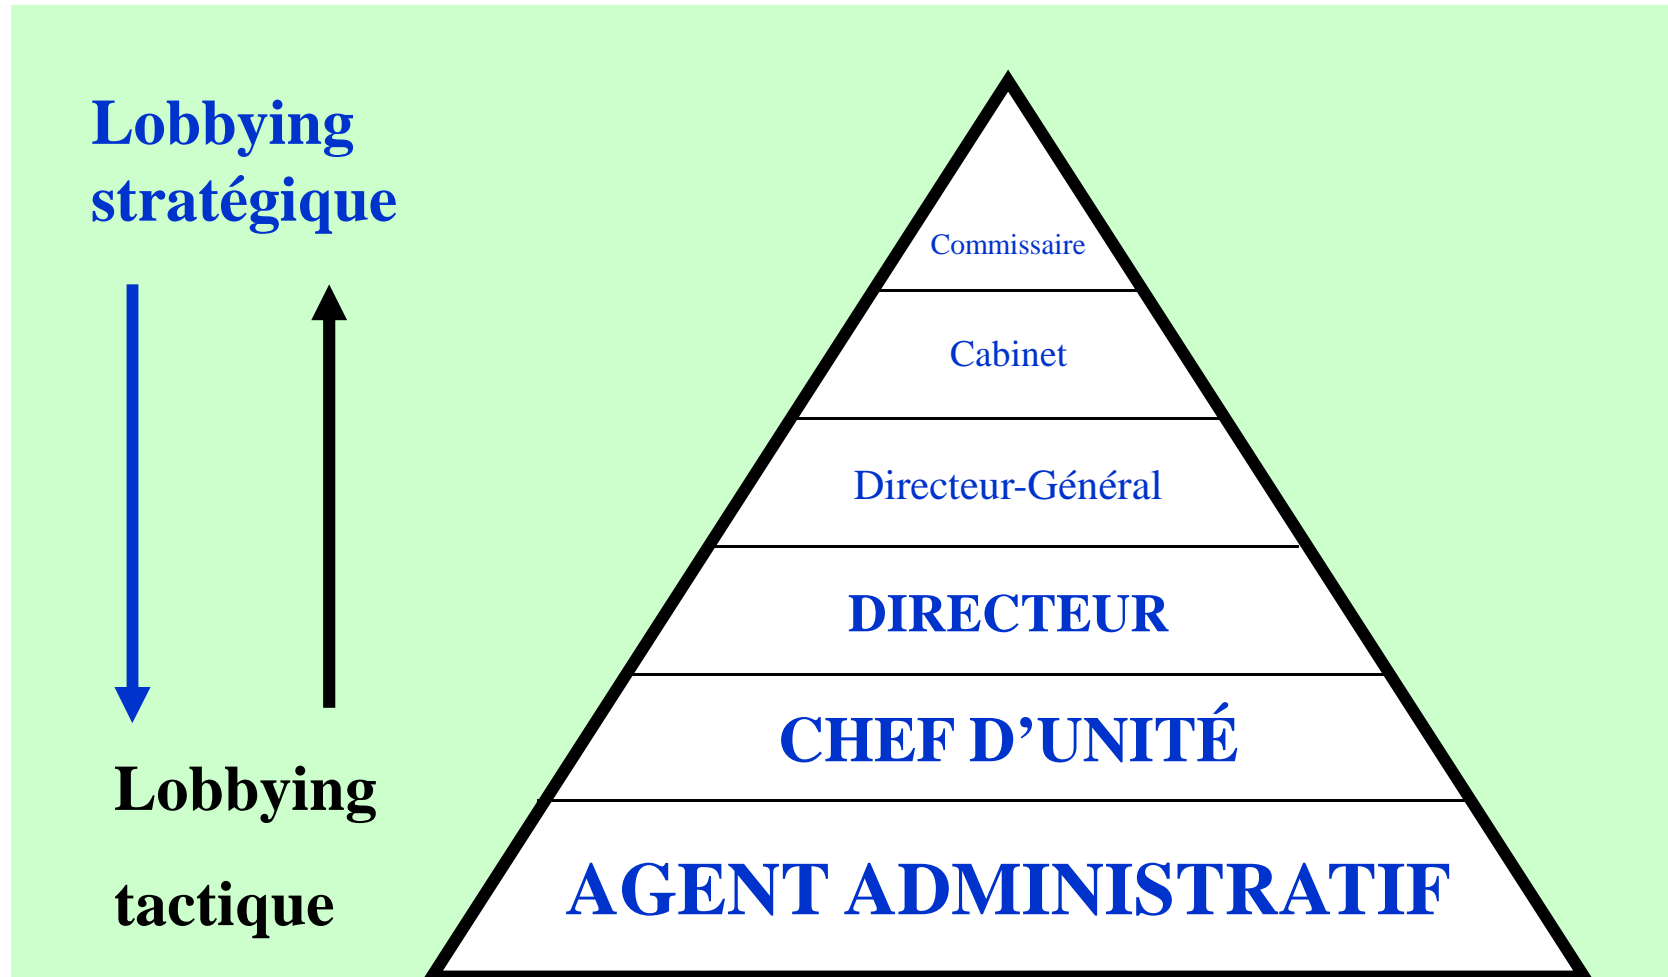 Lobbying
stratégique
Commissaire
Cabinet
Directeur-Général
DIRECTEUR
CHEF D’UNITÉ
Lobbying
tactique
AGENT ADMINISTRATIF